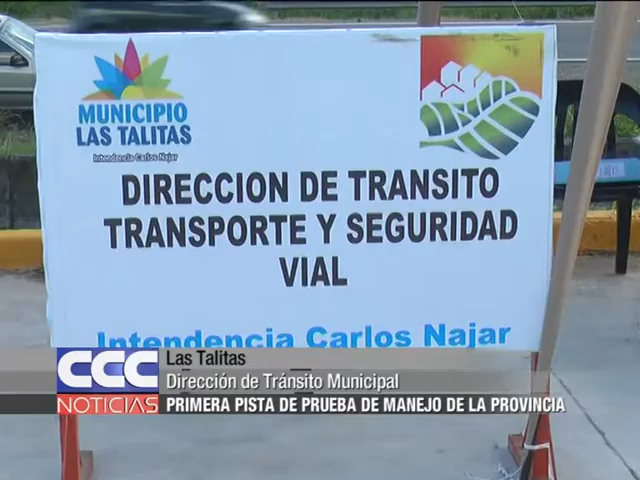 MUNICIPIO
LAS TALITAS
Intendencia Carlos Najar
DIRECCION DE TRANSITO
TRANSPORTE Y SEGURIDAD
VIAL
Intendencia Carlos Najar
CCC
NOTICIAS
Las Talitas
Dirección de Tránsito Municipal
PRIMERA PISTA DE PRUEBA DE MANEJO DE LA PROVINCIA